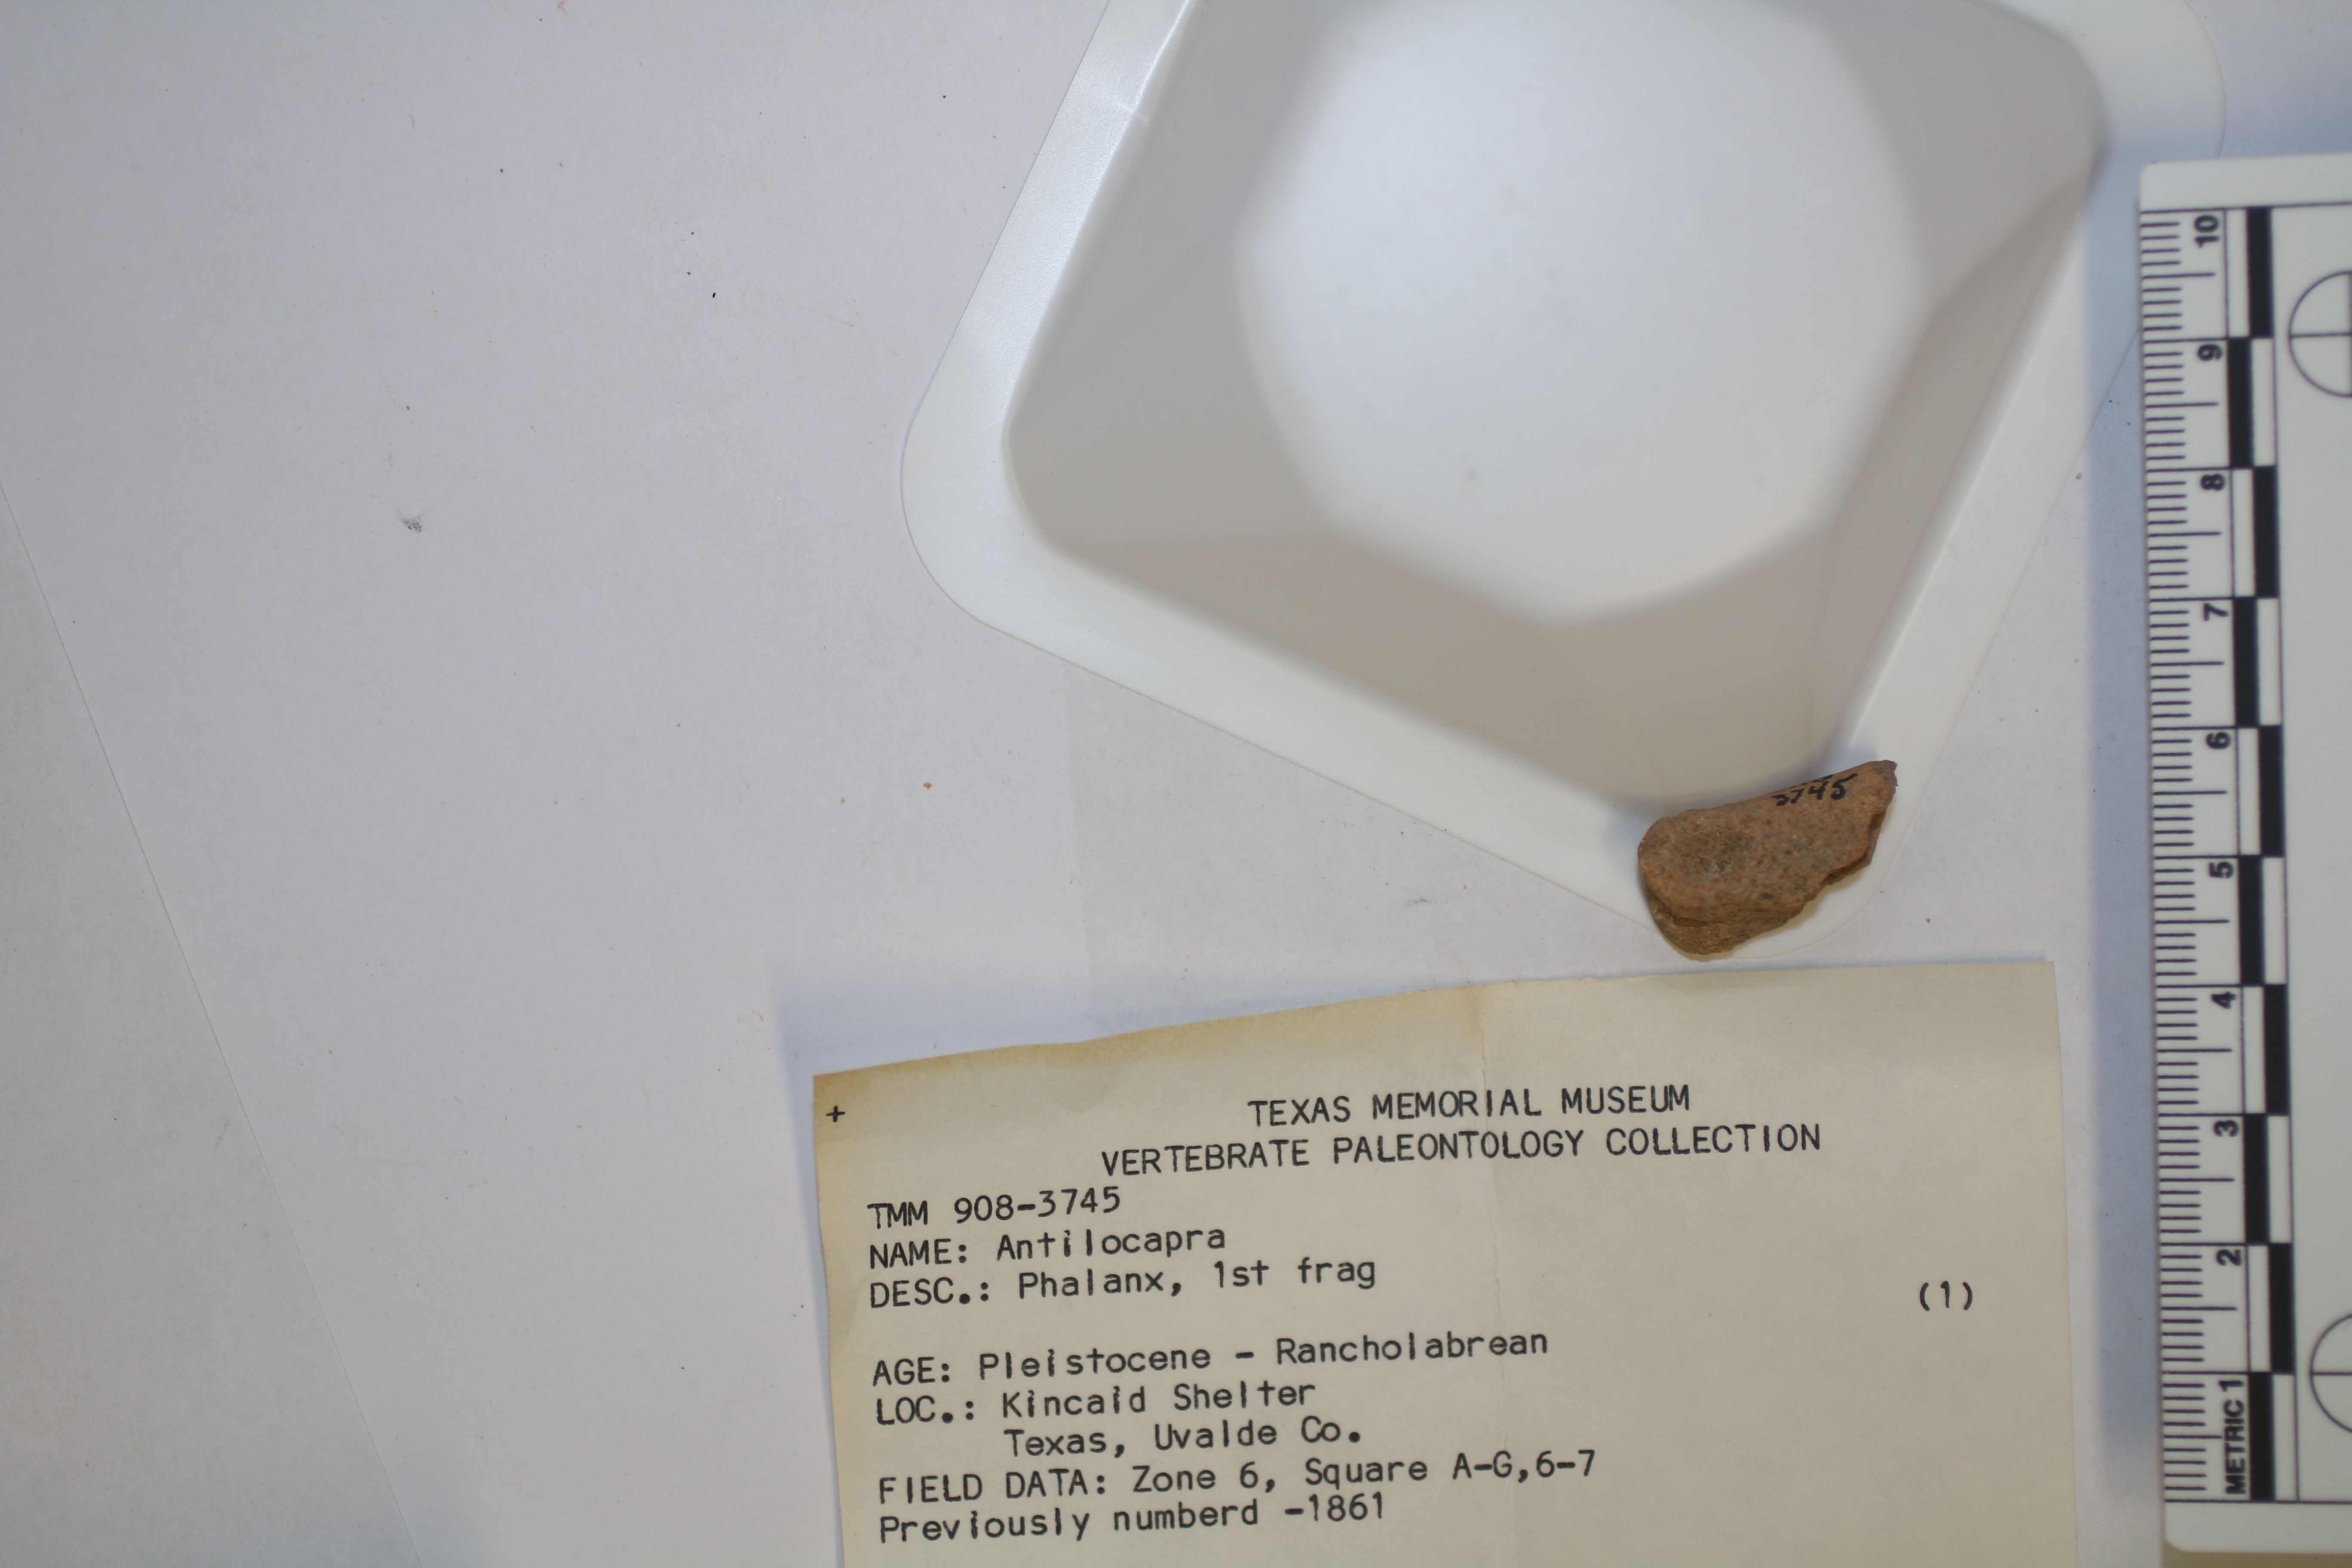 3745
TEXAS MEMORIAL MUSEUM
VERTEBRATE PALEONTOLOGY COLLECTION
+
TMM 908-3745
NAME: Antilocapra
DESC.: Phalanx, 1st frag
(1)
AGE: Pleistocene - Rancholabrean
LOC.: Kincaid Shelter
Texas, Uvalde Co.
FIELD DATA: Zone 6, Square A-G,6-7
Previously numberd -1861
10
9
8
7
6
5
4
3
2
METRIC 1